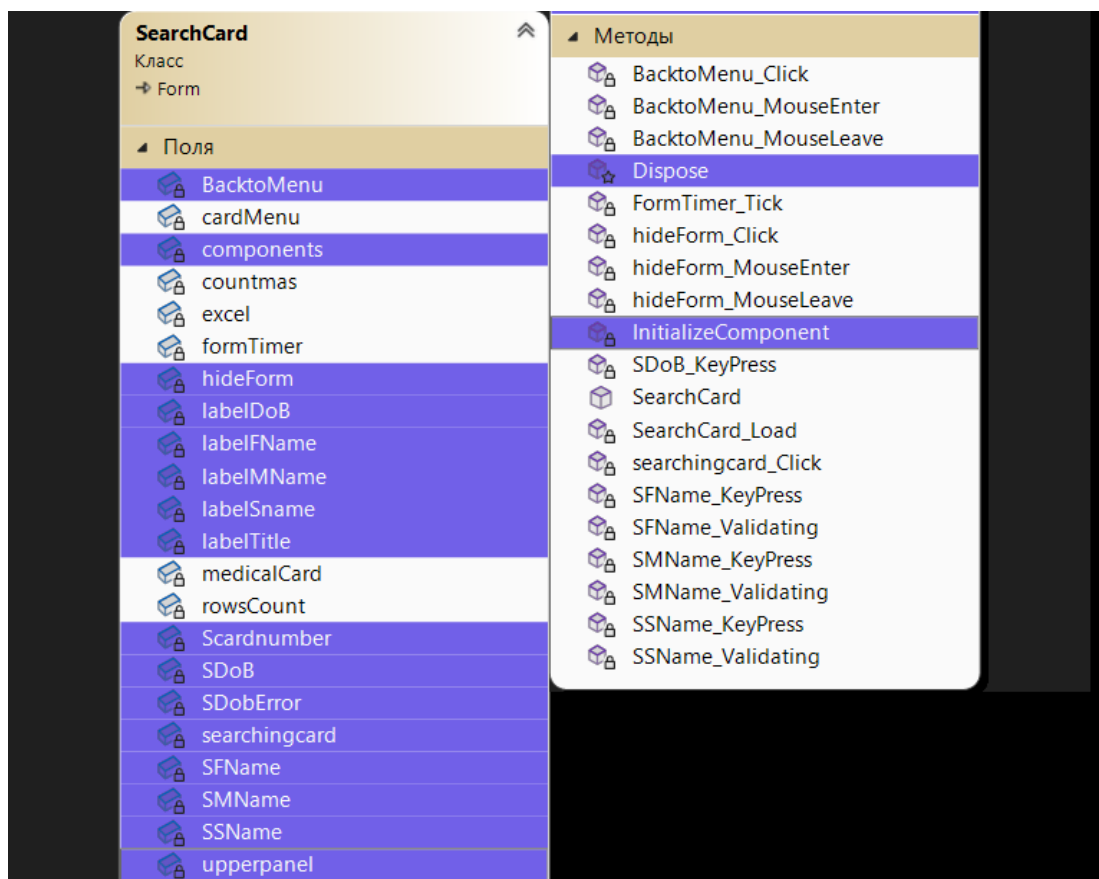 SearchCard
Класс
Form
Поля
BacktoMenu
cardMenu
components
countmas
excel
formTimer
hideForm
labelDoB
labelFName
labelMName
labelSname
labelTitle
medicalCard
rowsCount
Scardnumber
SDoB
SDobError
searchingcard
SFName
SMName
SSName
upperpanel
Методы
BacktoMenu_Click
BacktoMenu_MouseEnter
BacktoMenu_MouseLeave
Dispose
FormTimer_Tick
hideForm_Click
hideForm_MouseEnter
hideForm_MouseLeave
InitializeComponent
SDoB_KeyPress
SearchCard
SearchCard_Load
searchingcard_Click
SFName_KeyPress
SFName_Validating
SMName_KeyPress
SMName_Validating
SSName_KeyPress
SSName_Validating